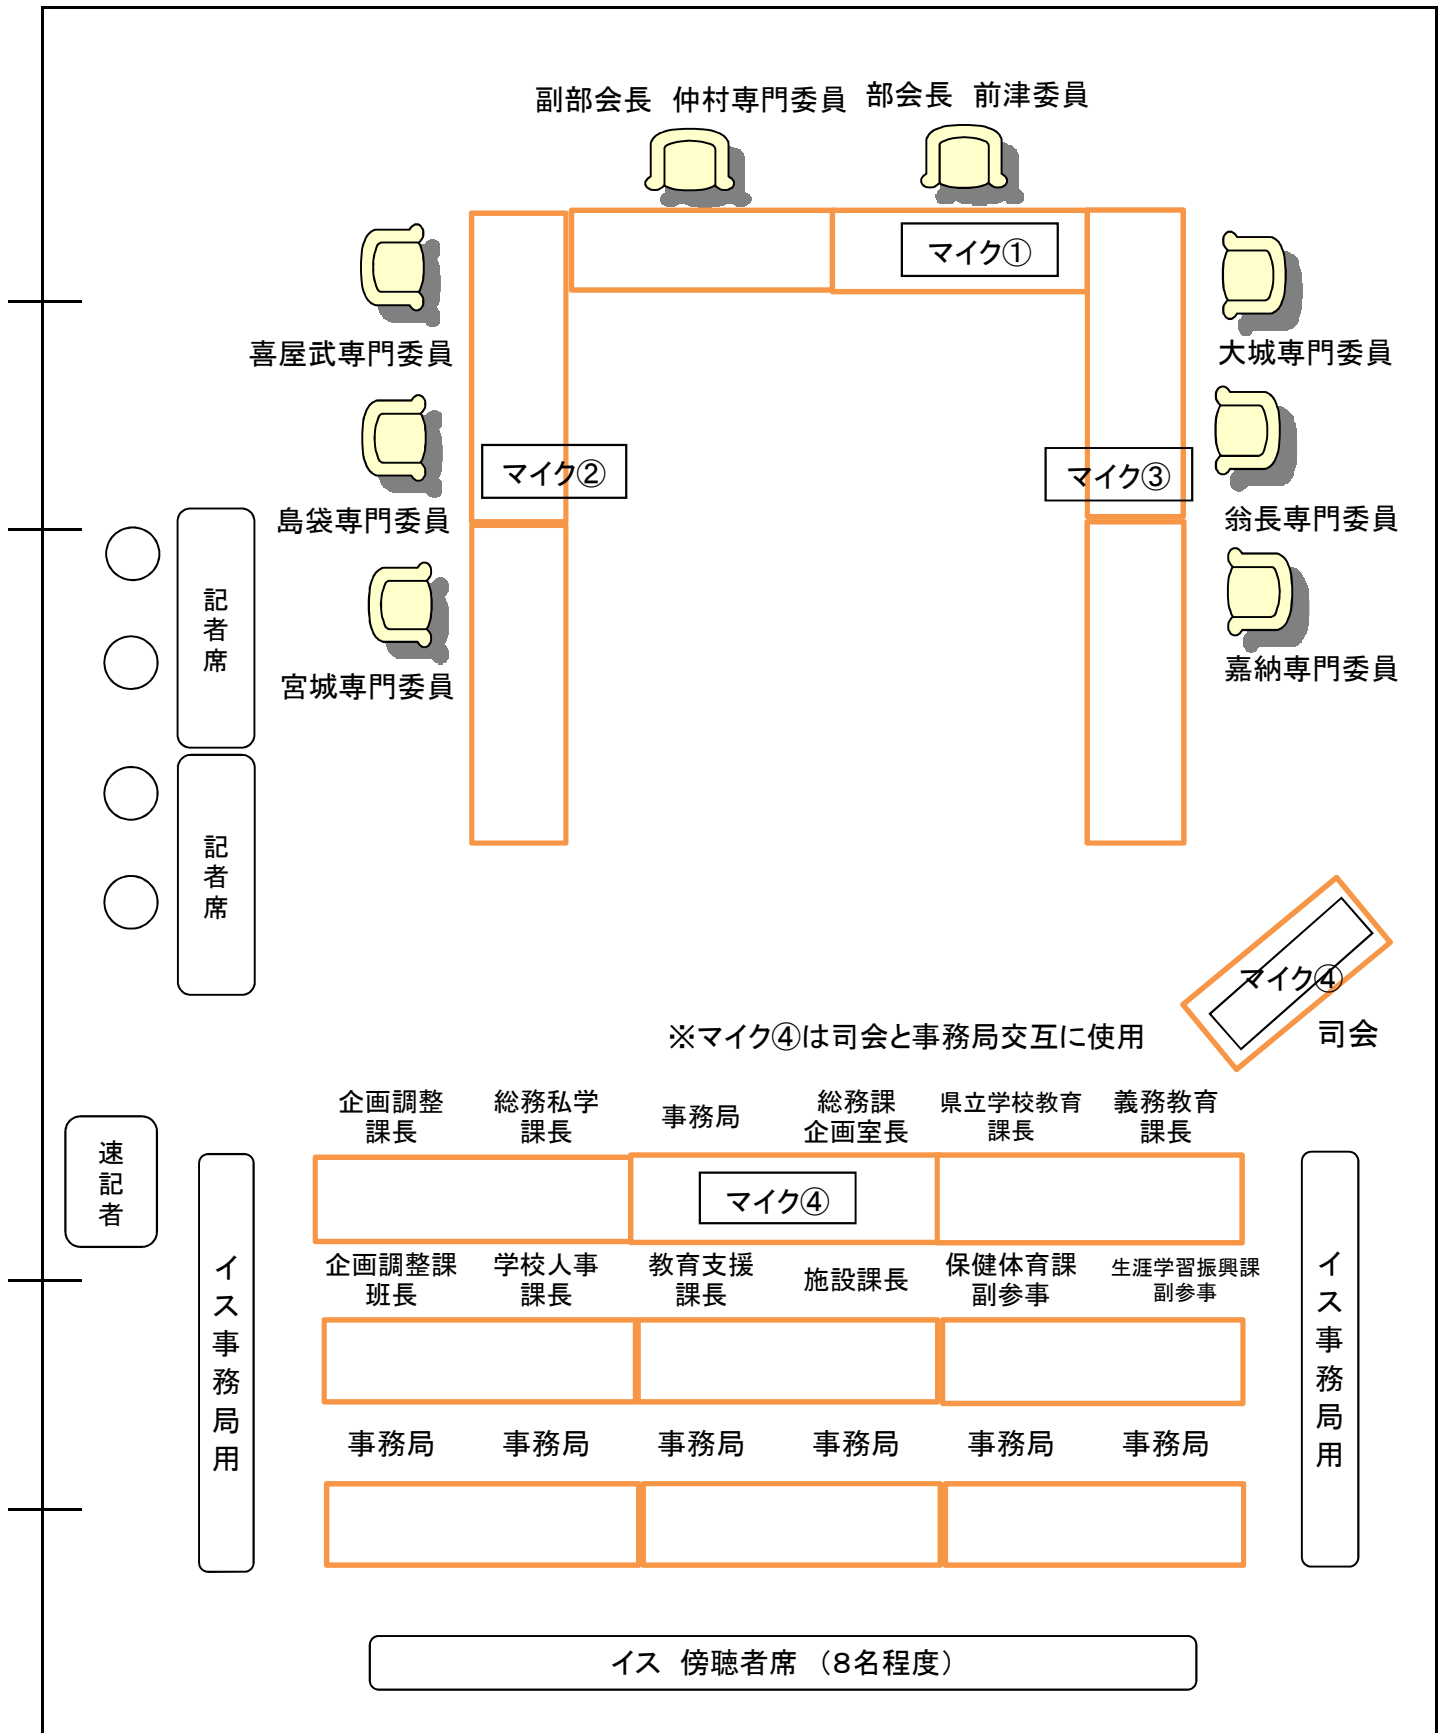 副部会長 仲村専門委員
部会長 前津委員
マイク①
喜屋武専門委員
大城専門委員
マイク②
マイク③
島袋専門委員
翁長専門委員
記者席
宮城専門委員
嘉納専門委員
記者席
マイク④
司会
※マイク④は司会と事務局交互に使用
企画調整
課長
総務私学
課長
事務局
総務課
企画室長
県立学校教育
課長
義務教育
課長
速記者
マイク④
イス事務局用
イス事務局用
企画調整課
班長
学校人事
課長
教育支援
課長
施設課長
保健体育課
副参事
生涯学習振興課
副参事
事務局
事務局
事務局
事務局
事務局
事務局
イス 傍聴者席 （8名程度）